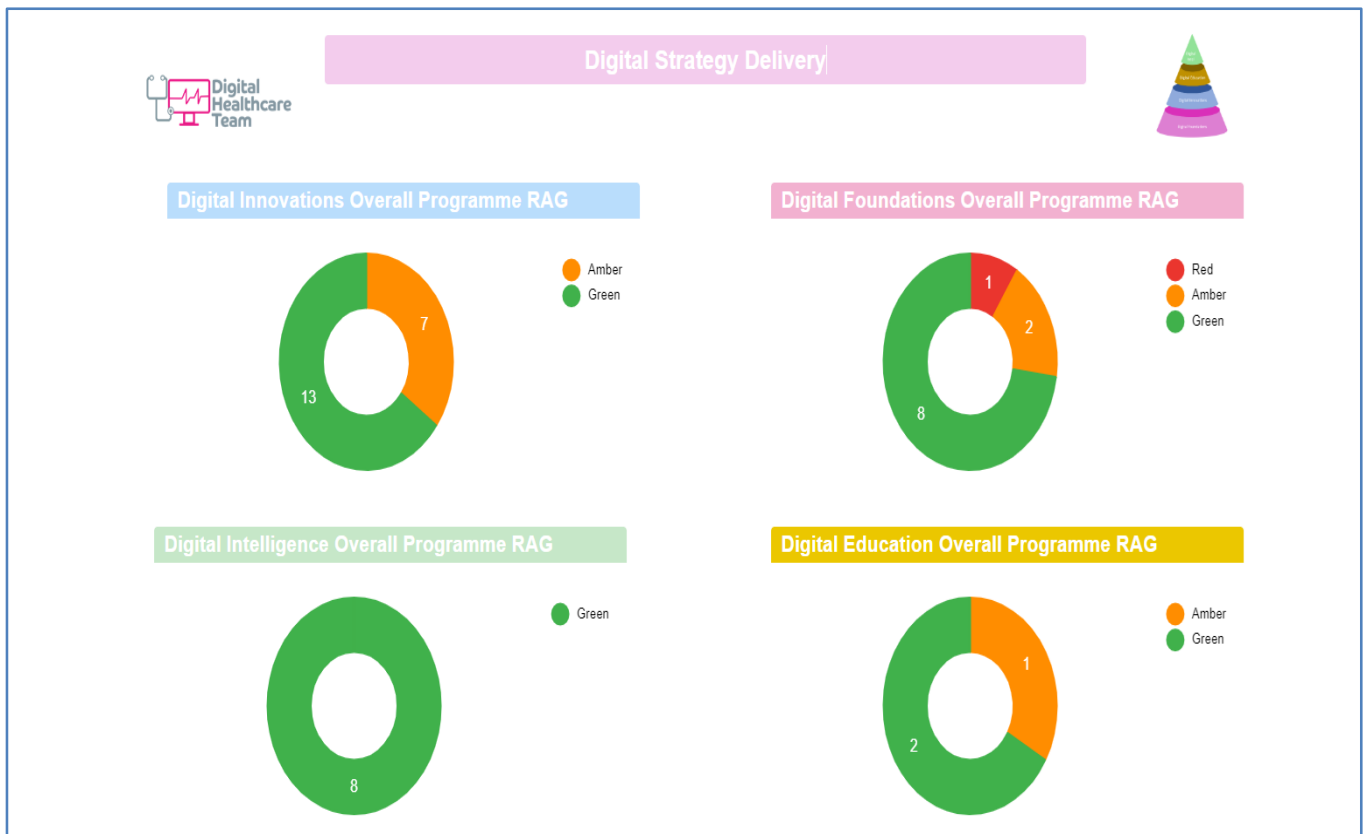 Digital Strategy Delivery
Digital
Healthcare
Team
Digital Innovations Overall Programme RAG
7
13
Amber
Green
Digital Foundations Overall Programme RAG
1
2
8
Red
Amber
Green
Digital Intelligence Overall Programme RAG
8
Green
Digital Education Overall Programme RAG
1
2
Amber
Green